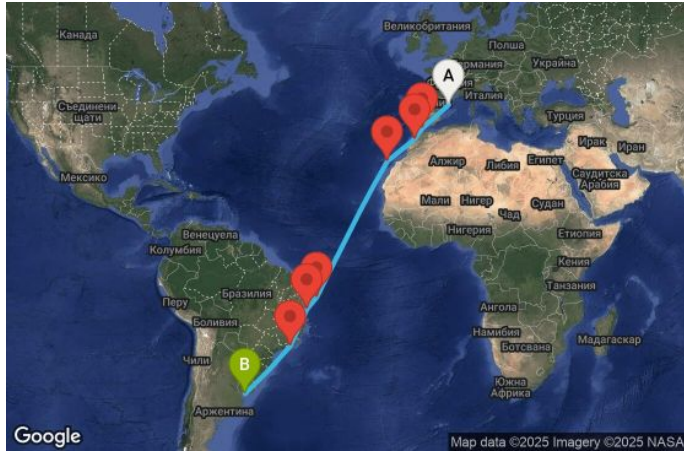 Канада
Великобритания
Полша
Германия
Украйна
A
Италия
Съединени
щати
Турция
Ирак
Иран
Мексико
Алжир
Либия
Египет
Саудитска
Арабия
Мали
Нигер
Чад
Судан
Венецуела
Нигерия
Етиопия
Колумбия
Кения
Бразилия
Танзания
Перу
Ангола
Боливия
Намибия
Ботсвана
Мадагаскар
Чили
B
Южна
Африка
Аржентина
Google
Map data ©2025 Imagery ©2025 NASA